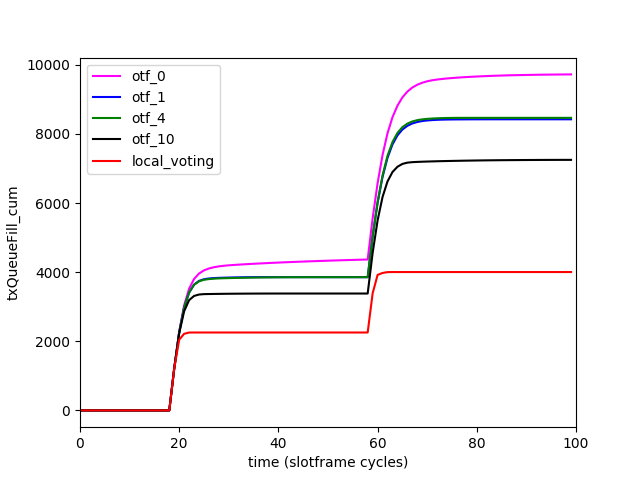 10000
8000
6000
4000
2000
0
txQueueFill_cum
otf_0
otf_1
otf_4
otf_10
local_voting
0 20 40 60 80 100
time (slotframe cycles)